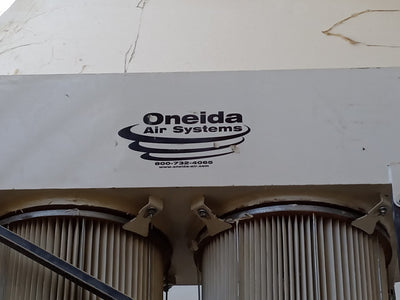 Oneida
Air Systems
800-732-4065
www.oneida-air.com